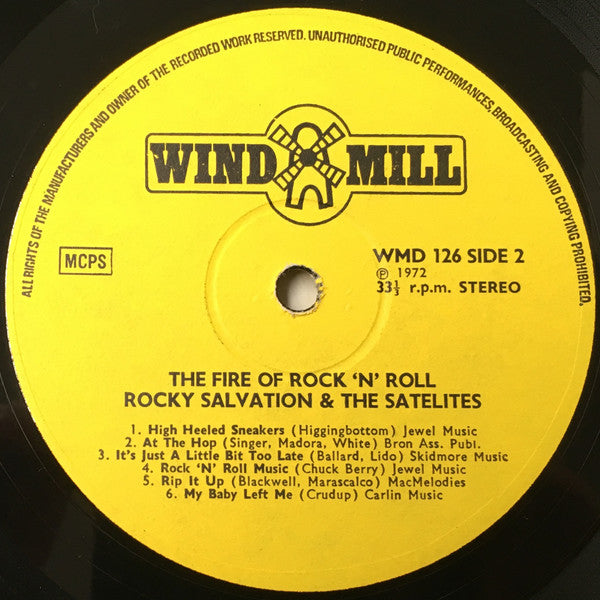 ALL RIGHTS OF THE MANUFACTURERS AND OWNER OF THE RECORDED WORK RESERVED. UNAUTHORISED PUBLIC PERFORMANCES, BROADCASTING AND COPYING PROHIBITED.
WIND MILL
MCPS
WMD 126 SIDE 2
℗ 1972
33⅓ r.p.m. STEREO
THE FIRE OF ROCK ‘N’ ROLL
ROCKY SALVATION & THE SATELITES
1. High Heeled Sneakers (Higgingbottom) Jewel Music
2. At The Hop (Singer, Madora, White) Bron Ass. Publ.
3. It's Just A Little Bit Too Late (Ballard, Lido) Skidmore Music
4. Rock ‘N’ Roll Music (Chuck Berry) Jewel Music
5. Rip It Up (Blackwell, Marascalco) MacMelodies
6. My Baby Left Me (Crudup) Carlin Music